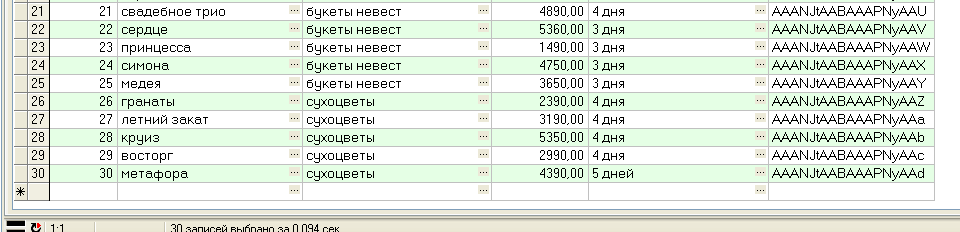 21 21 свадебное трио ... букеты невест ... 4890,00 4 дня ... AAANJtAABAAAPNyAAU
22 22 сердце ... букеты невест ... 5360,00 3 дня ... AAANJtAABAAAPNyAAV
23 23 принцесса ... букеты невест ... 1490,00 3 дня ... AAANJtAABAAAPNyAAW
24 24 симона ... букеты невест ... 4750,00 3 дня ... AAANJtAABAAAPNyAAX
25 25 медея ... букеты невест ... 3650,00 3 дня ... AAANJtAABAAAPNyAAY
26 26 гранаты ... сухоцветы ... 2390,00 4 дня ... AAANJtAABAAAPNyAAZ
27 27 летний закат ... сухоцветы ... 3190,00 4 дня ... AAANJtAABAAAPNyAAa
28 28 круиз ... сухоцветы ... 5350,00 4 дня ... AAANJtAABAAAPNyAAb
29 29 восторг ... сухоцветы ... 2990,00 4 дня ... AAANJtAABAAAPNyAAc
30 30 метафора ... сухоцветы ... 4390,00 5 дней ... AAANJtAABAAAPNyAAd
* ... ... ...
1:1 30 записей выбрано за 0,094 сек